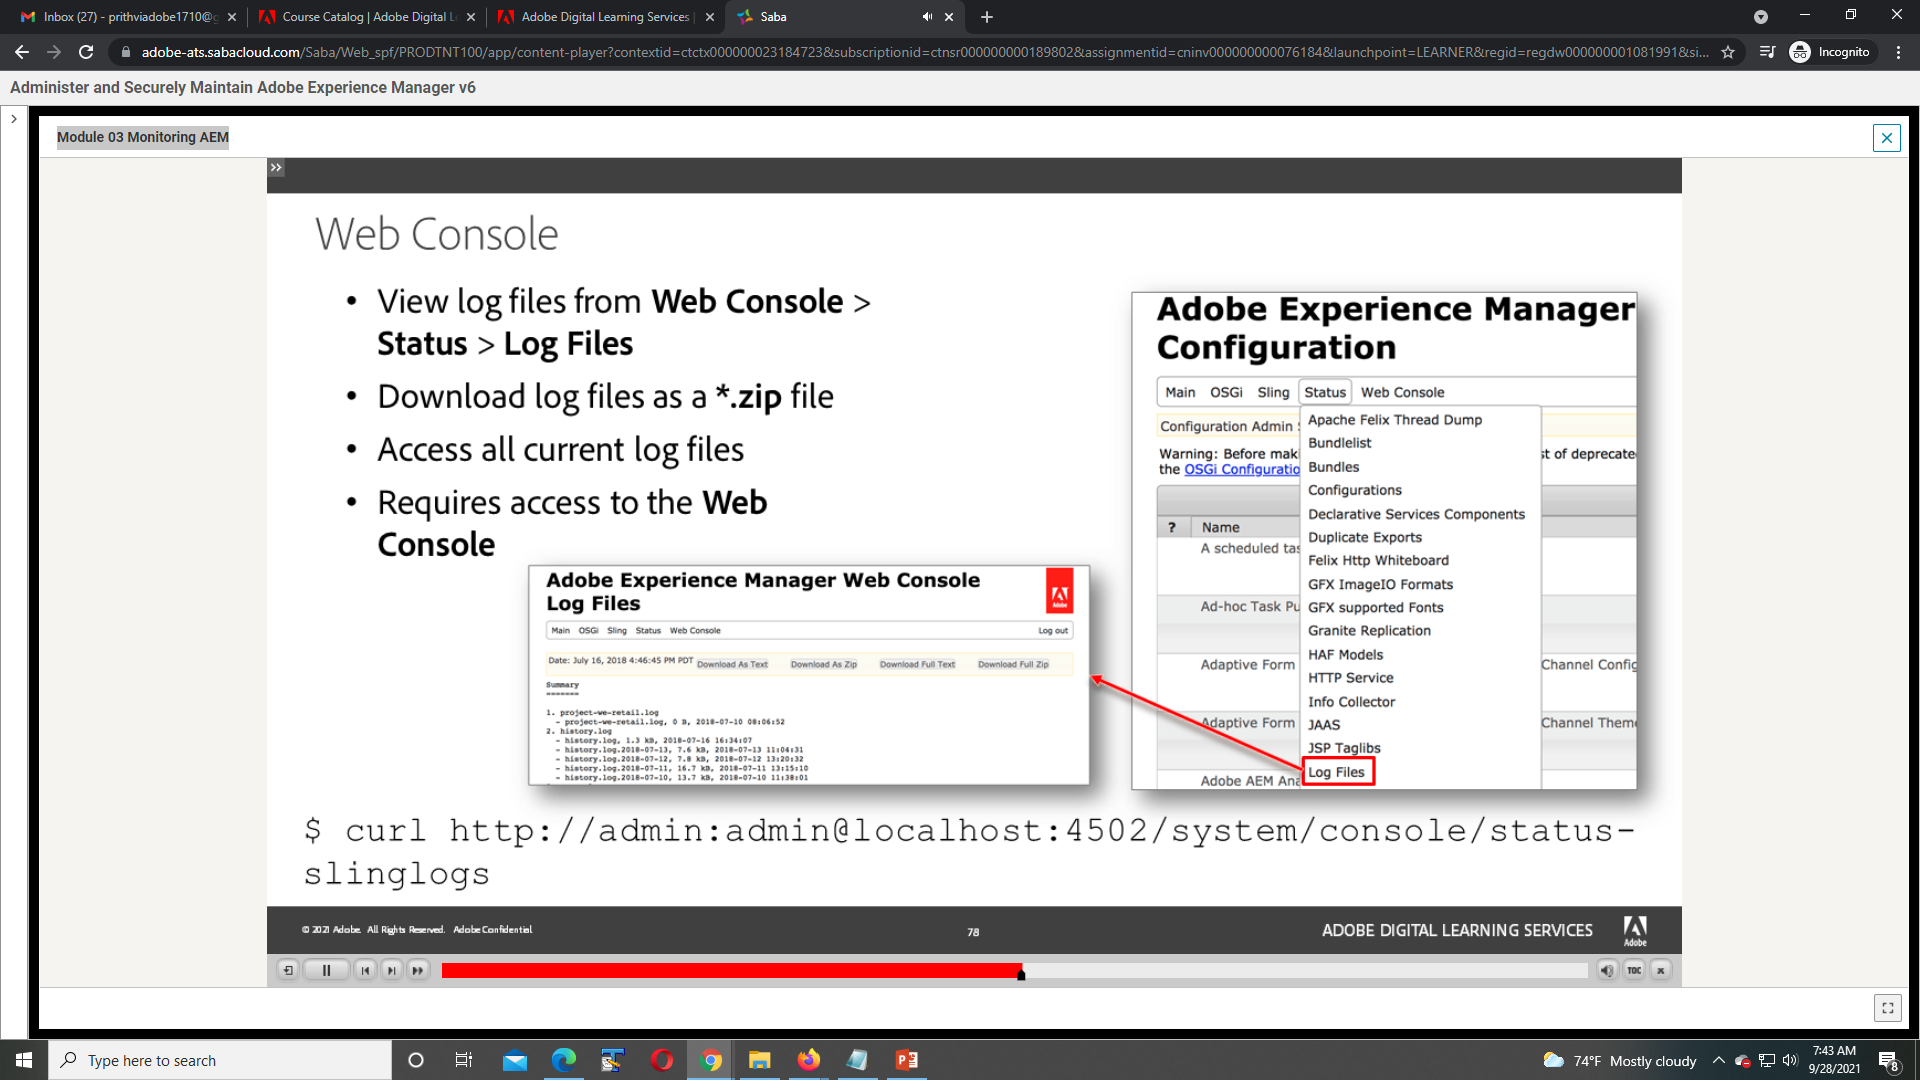 Inbox (27) - prithviadobe1710@g
Course Catalog | Adobe Digital L
Adobe Digital Learning Services |
Saba
adobe-ats.sabacloud.com/Saba/Web_spf/PRODTNT100/app/content-player?contextid=ctctx000000023184723&subscriptionid=ctnsr0000000000189802&assignmentid=cninv000000000076184&launchpoint=LEARNER&regid=regdw000000001081991&si...
Incognito
Administer and Securely Maintain Adobe Experience Manager v6
Module 03 Monitoring AEM
Web Console
• View log files from Web Console >
Status > Log Files
• Download log files as a *.zip file
• Access all current log files
• Requires access to the Web
Console
Adobe Experience Manager Web Console
Log Files
Adobe
Main OSGi Sling Status Web Console Log out
Date: July 16, 2018 4:46:45 PM PDT Download As Text Download As Zip Download Full Text Download Full Zip
Summary
=======
1. project-we-retail.log
- project-we-retail.log, 0 B, 2018-07-10 08:06:52
2. history.log
- history.log, 1.3 kB, 2018-07-16 16:34:07
- history.log.2018-07-13, 7.6 kB, 2018-07-13 11:04:31
- history.log.2018-07-12, 7.8 kB, 2018-07-12 13:20:32
- history.log.2018-07-11, 16.7 kB, 2018-07-11 13:15:10
- history.log.2018-07-10, 13.7 kB, 2018-07-10 11:38:01
Adobe Experience Manager
Configuration
Main OSGi Sling Status Web Console
Configuration Admin S
Warning: Before maki
st of deprecate
the OSGi Configuratio
? Name
A scheduled tas
Ad-hoc Task Pu
Adaptive Form
Channel Config
Adaptive Form
Channel Theme
Adobe AEM Ana
Apache Felix Thread Dump
Bundlelist
Bundles
Configurations
Declarative Services Components
Duplicate Exports
Felix Http Whiteboard
GFX ImageIO Formats
GFX supported Fonts
Granite Replication
HAF Models
HTTP Service
Info Collector
JAAS
JSP Taglibs
Log Files
$ curl http://admin:admin@localhost:4502/system/console/status-
slinglogs
© 2021 Adobe. All Rights Reserved. Adobe Confidential.
78
ADOBE DIGITAL LEARNING SERVICES
Adobe
TOC
Type here to search
74°F Mostly cloudy
7:43 AM
9/28/2021
8